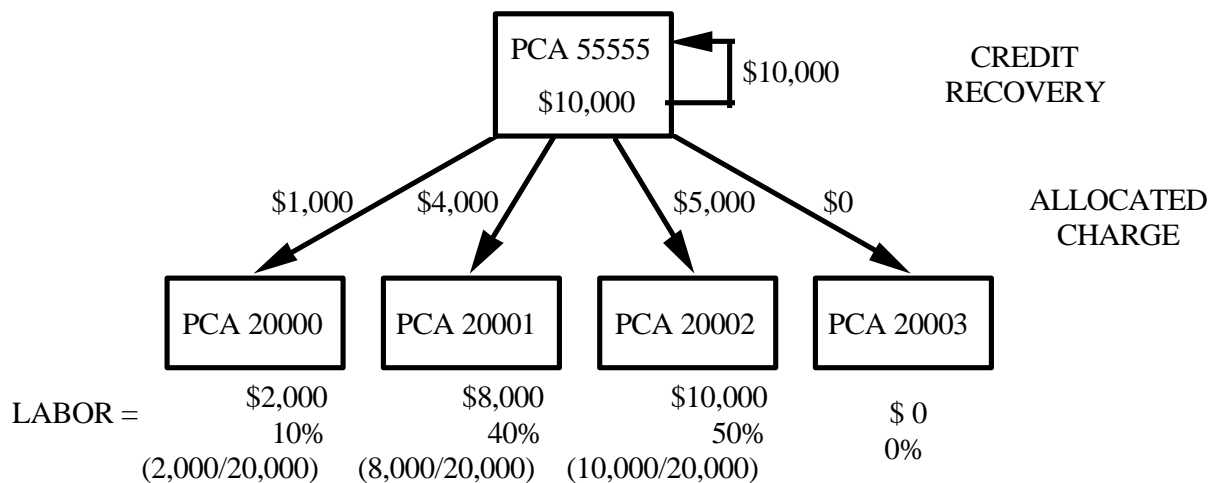 PCA 55555
$10,000
$10,000
CREDIT
RECOVERY
$1,000
$4,000
$5,000
$0
ALLOCATED
CHARGE
PCA 20000
PCA 20001
PCA 20002
PCA 20003
LABOR =
$2,000
10%
(2,000/20,000)
$8,000
40%
(8,000/20,000)
$10,000
50%
(10,000/20,000)
$ 0
0%